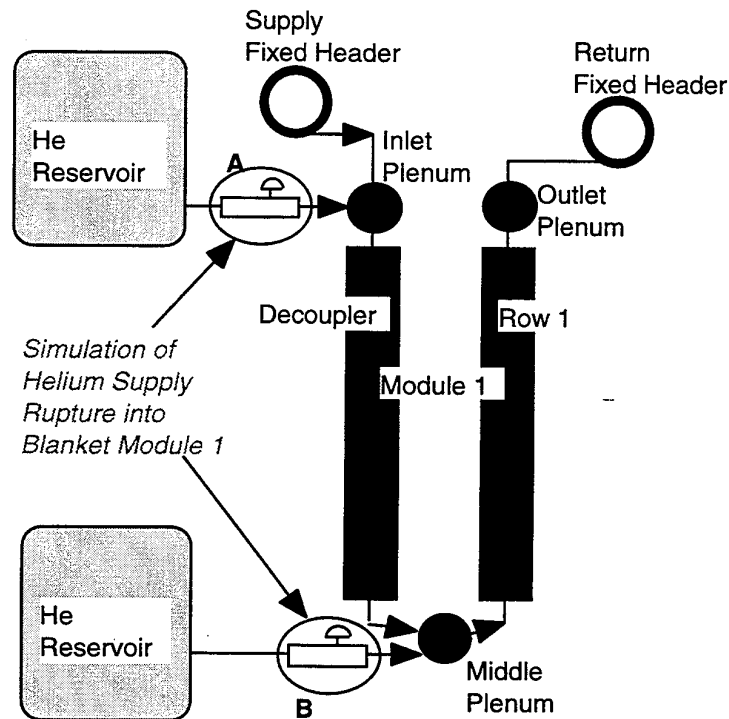 Supply
Fixed Header
Return
Fixed Header
He
Reservoir
A
Inlet
Plenum
Outlet
Plenum
Decoupler
Row 1
Simulation of
Helium Supply
Rupture into
Blanket Module 1
Module 1
He
Reservoir
B
Middle
Plenum